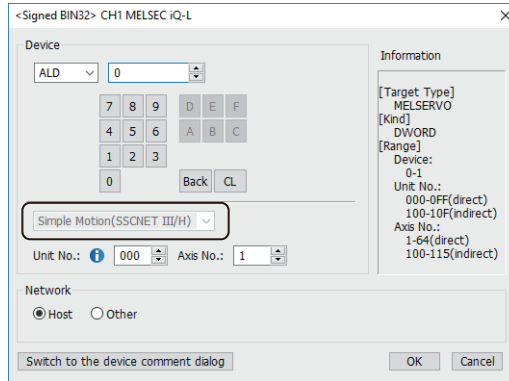 <Signed BIN32> CH1 MELSEC iQ-L
Device
ALD 0
7 8 9 D E F
4 5 6 A B C
1 2 3
0 Back CL
Simple Motion(SSCNET III/H)
Unit No.: 000 Axis No.: 1
Information
[Target Type]
MELSERVO
[Kind]
DWORD
[Range]
Device:
0-1
Unit No.:
000-0FF(direct)
100-10F(indirect)
Axis No.:
1-64(direct)
100-115(indirect)
Network
Host Other
Switch to the device comment dialog OK Cancel